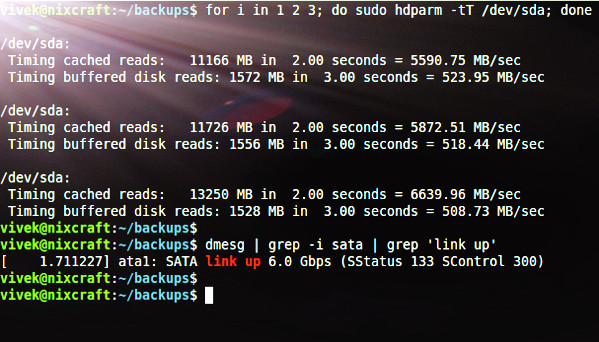 vivek@nixcraft:~/backups$ for i in 1 2 3; do sudo hdparm -tT /dev/sda; done
/dev/sda:
Timing cached reads:   11166 MB in  2.00 seconds = 5590.75 MB/sec
Timing buffered disk reads: 1572 MB in  3.00 seconds = 523.95 MB/sec
/dev/sda:
Timing cached reads:   11726 MB in  2.00 seconds = 5872.51 MB/sec
Timing buffered disk reads: 1556 MB in  3.00 seconds = 518.44 MB/sec
/dev/sda:
Timing cached reads:   13250 MB in  2.00 seconds = 6639.96 MB/sec
Timing buffered disk reads: 1528 MB in  3.00 seconds = 508.73 MB/sec
vivek@nixcraft:~/backups$
vivek@nixcraft:~/backups$ dmesg | grep -i sata | grep 'link up'
[    1.711227] ata1: SATA link up 6.0 Gbps (SStatus 133 SControl 300)
vivek@nixcraft:~/backups$
vivek@nixcraft:~/backups$